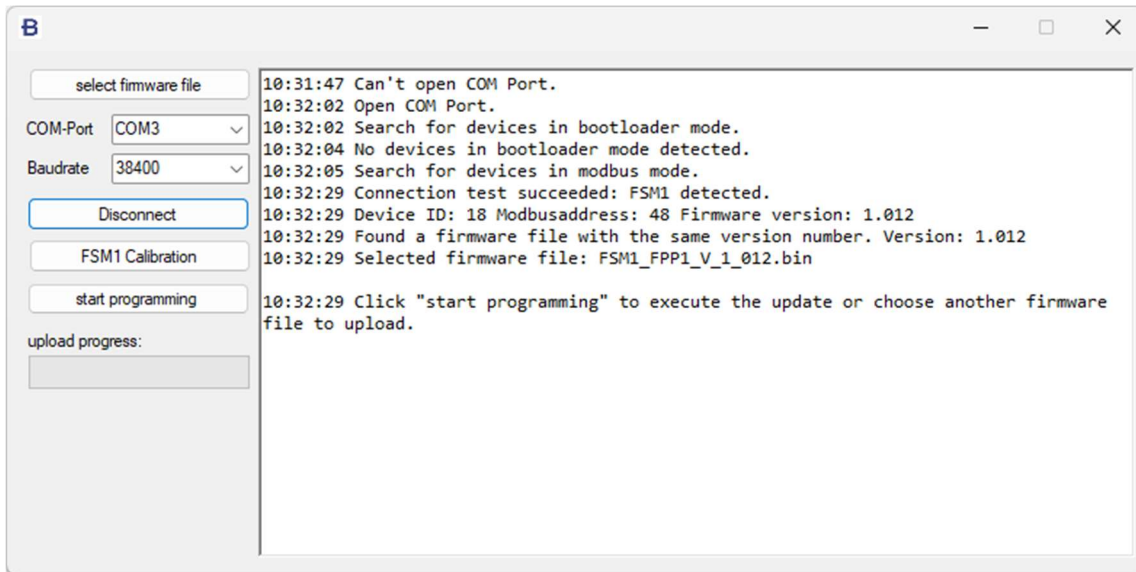 B
select firmware file
COM-Port COM3
Baudrate 38400
Disconnect
FSM1 Calibration
start programming
upload progress:
10:31:47 Can't open COM Port.
10:32:02 Open COM Port.
10:32:02 Search for devices in bootloader mode.
10:32:04 No devices in bootloader mode detected.
10:32:05 Search for devices in modbus mode.
10:32:29 Connection test succeeded: FSM1 detected.
10:32:29 Device ID: 18 Modbusaddress: 48 Firmware version: 1.012
10:32:29 Found a firmware file with the same version number. Version: 1.012
10:32:29 Selected firmware file: FSM1_FPP1_V_1_012.bin
10:32:29 Click "start programming" to execute the update or choose another firmware
file to upload.